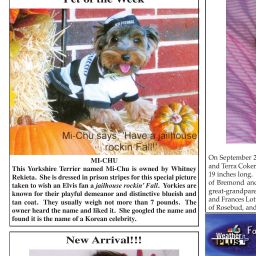 Pet of the Week
Mi-Chu says, "Have a jailhouse
rockin Fall!"
MI-CHU
This Yorkshire Terrier named Mi-Chu is owned by Whitney
Rekieta. She is dressed in prison stripes for this special picture
taken to wish an Elvis fan a jailhouse rockin' Fall. Yorkies are
known for their playful demeanor and distinctive blueish and
tan coat. They usually weigh not more than 7 pounds. The
owner heard the name and liked it. She googled the name and
found it is the name of a Korean celebrity.
New Arrival!!!
On September 2
and Terra Coker
19 inches long.
of Bremond and
great-grandpare
and Frances Lot
of Rosebud, and
Weather
PLUS
Fo